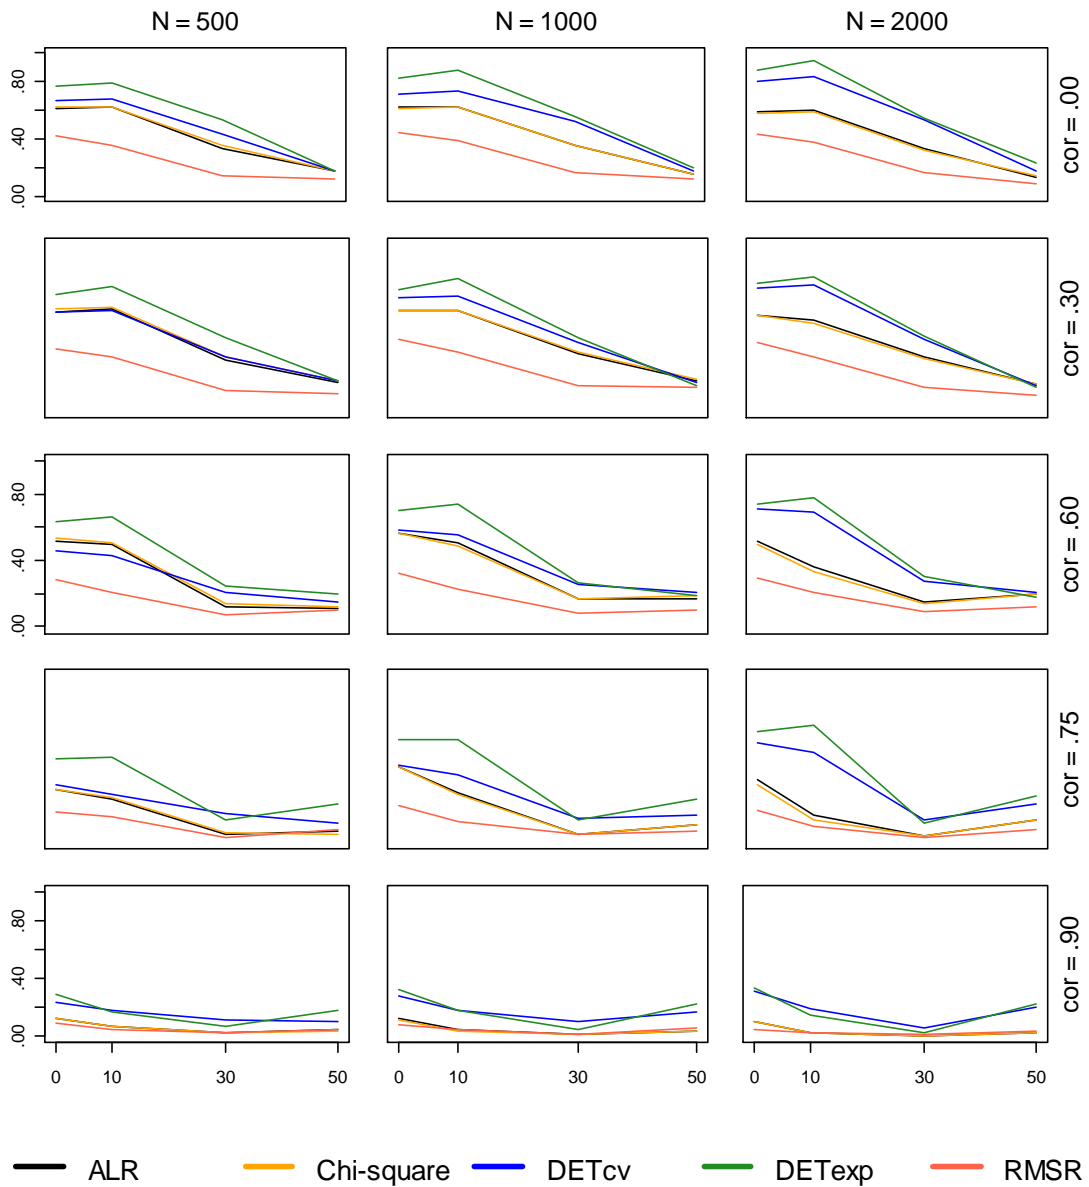 N = 500 N = 1000 N = 2000
.00 .40 .80
cor = .00
cor = .30
.00 .40 .80
cor = .60
cor = .75
.00 .40 .80
cor = .90
0 10 30 50 0 10 30 50 0 10 30 50
ALR Chi-square DETcv DETexp RMSR